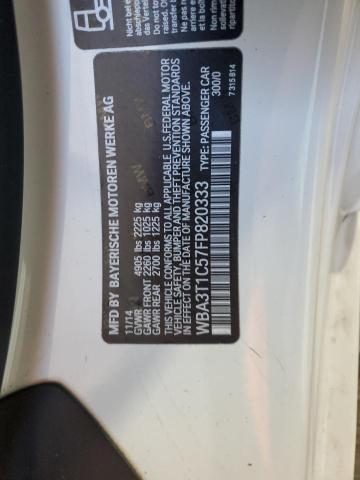 MFD BY BAYERISCHE MOTOREN WERKE AG
11/14
GVWR 4905 lbs 2225 kg
GAWR FRONT 2260 lbs 1025 kg
GAWR REAR 2700 lbs 1225 kg
THIS VEHICLE CONFORMS TO ALL APPLICABLE U.S. FEDERAL MOTOR
VEHICLE SAFETY, BUMPER AND THEFT PREVENTION STANDARDS
IN EFFECT ON THE DATE OF MANUFACTURE SHOWN ABOVE.
WBA3T1C57FP820333 TYPE: PASSENGER CAR
300/0
7315814